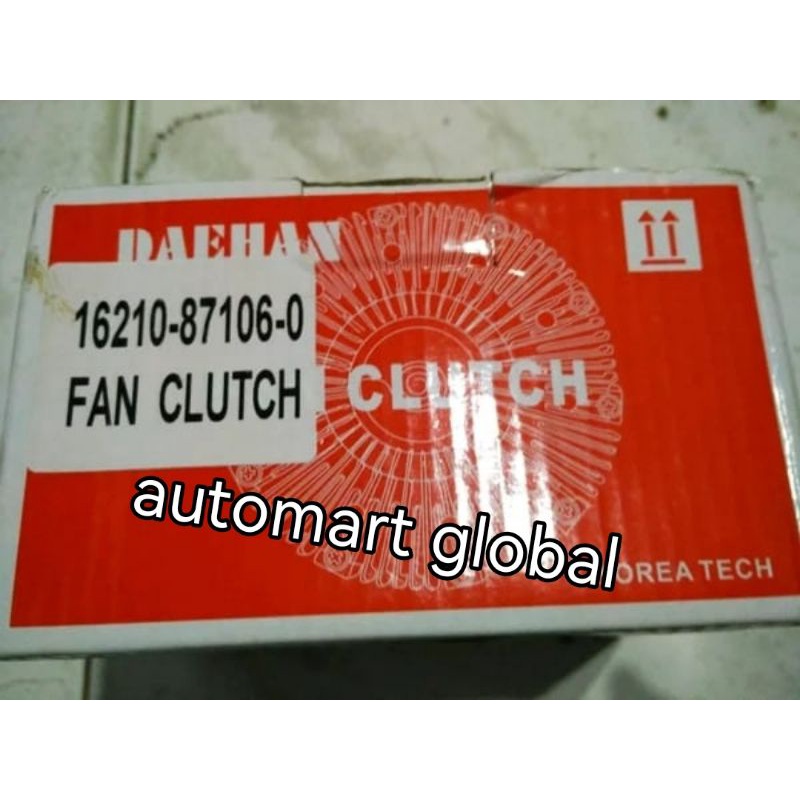 DAEHAN
16210-87106-0
FAN CLUTCH
CLUTCH
automart global
OREA TECH